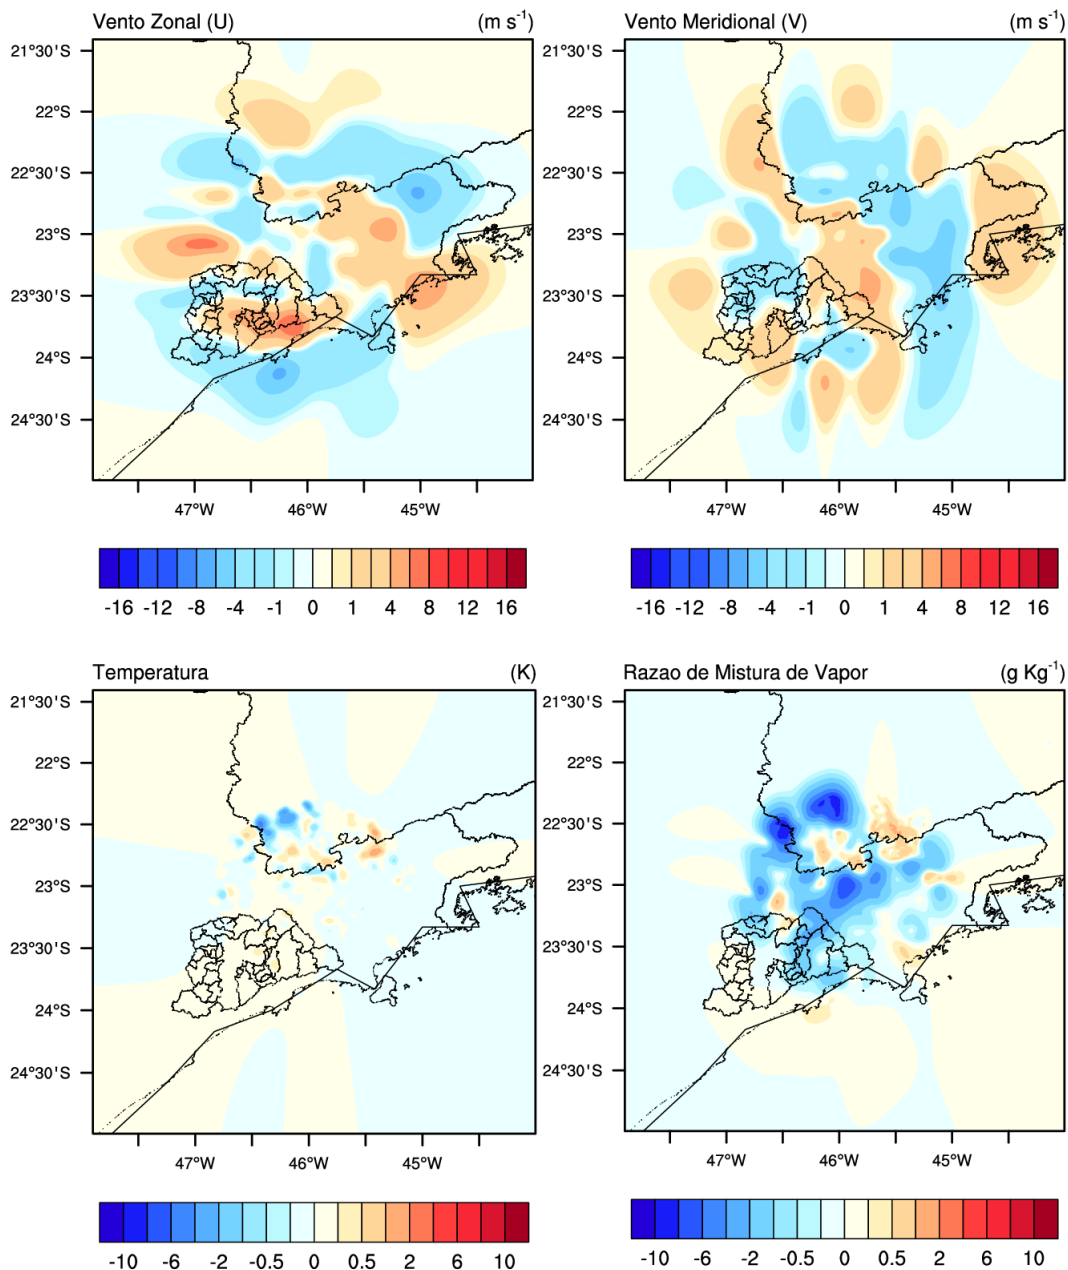 Vento Zonal (U) (m s⁻¹) Vento Meridional (V) (m s⁻¹)
21°30'S 21°30'S
22°S 22°S
22°30'S 22°30'S
23°S 23°S
23°30'S 23°30'S
24°S 24°S
24°30'S 24°30'S
47°W 46°W 45°W 47°W 46°W 45°W
-16 -12 -8 -4 -1 0 1 4 8 12 16 -16 -12 -8 -4 -1 0 1 4 8 12 16
Temperatura (K) Razao de Mistura de Vapor (g Kg⁻¹)
21°30'S 21°30'S
22°S 22°S
22°30'S 22°30'S
23°S 23°S
23°30'S 23°30'S
24°S 24°S
24°30'S 24°30'S
47°W 46°W 45°W 47°W 46°W 45°W
-10 -6 -2 -0.5 0 0.5 2 6 10 -10 -6 -2 -0.5 0 0.5 2 6 10